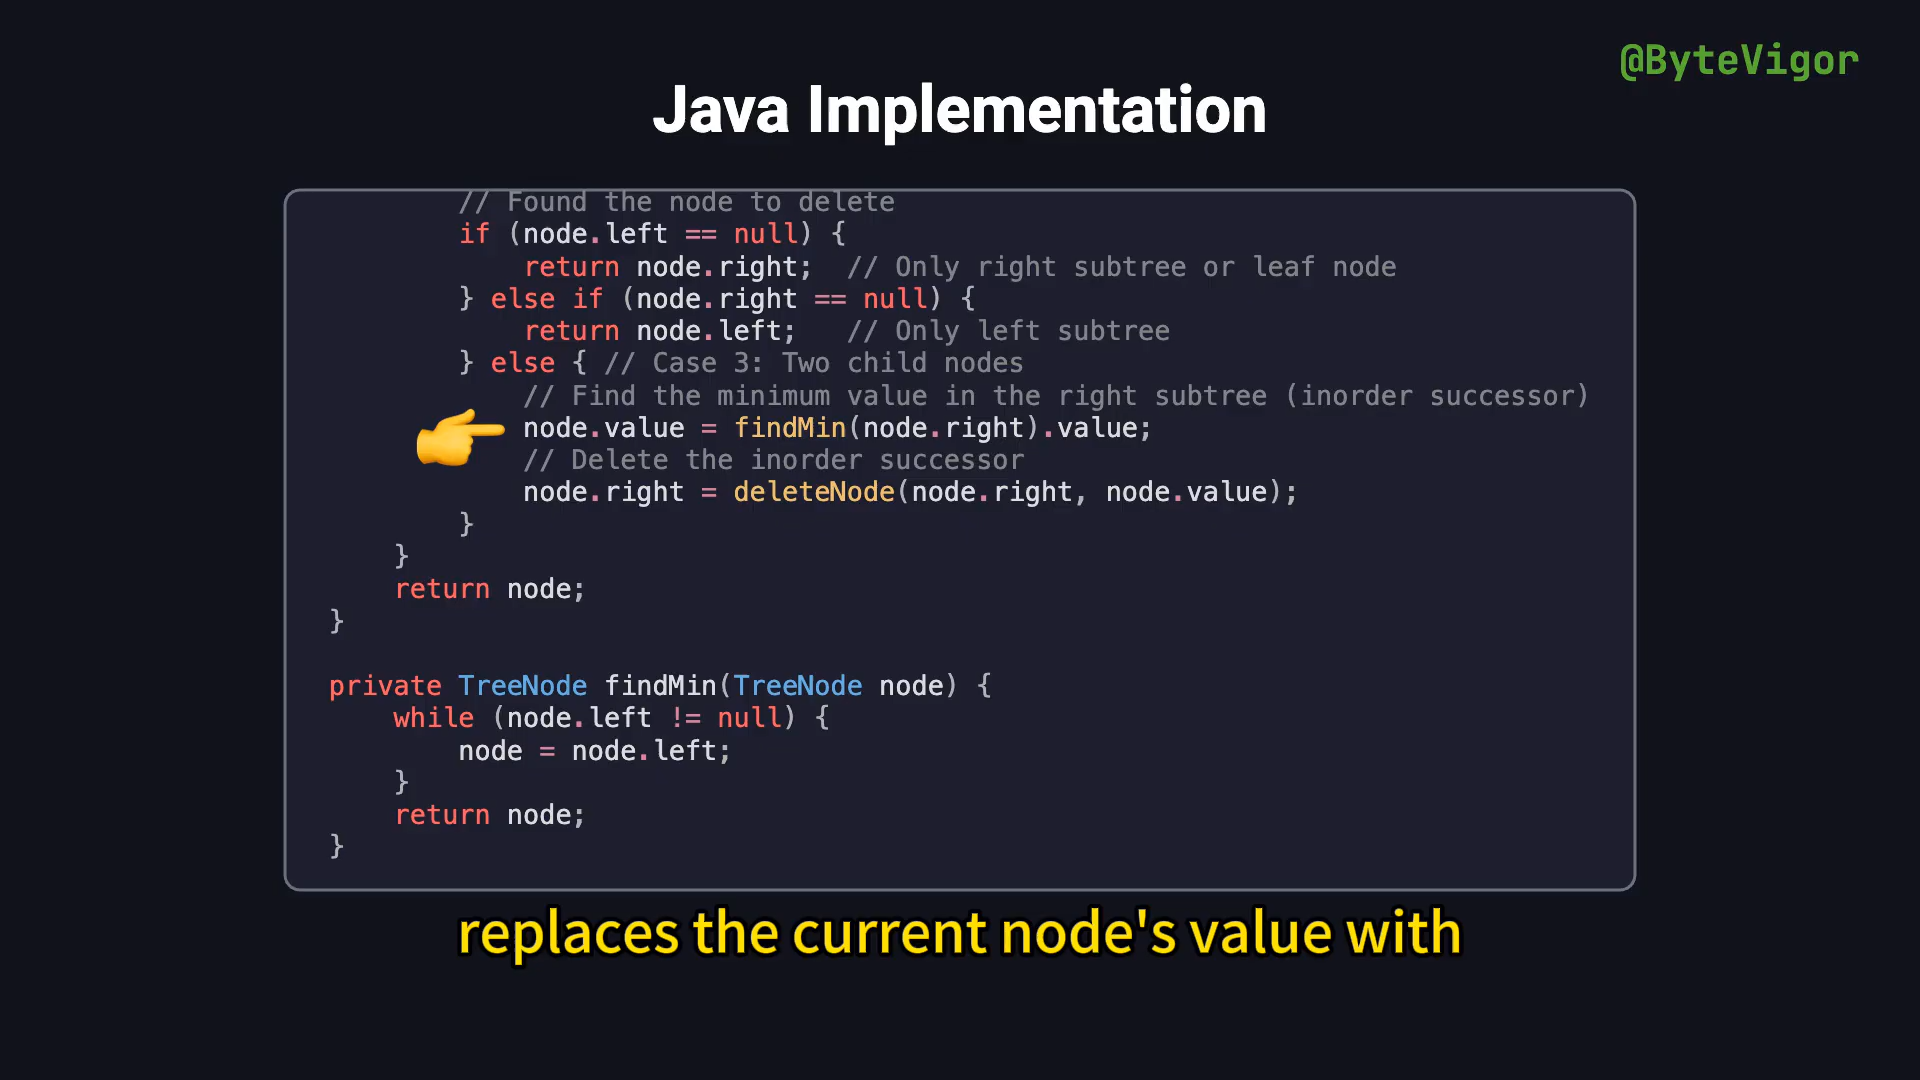 @ByteVigor
Java Implementation
// Found the node to delete
if (node.left == null) {
return node.right;  // Only right subtree or leaf node
} else if (node.right == null) {
return node.left;   // Only left subtree
} else { // Case 3: Two child nodes
// Find the minimum value in the right subtree (inorder successor)
node.value = findMin(node.right).value;
// Delete the inorder successor
node.right = deleteNode(node.right, node.value);
}
}
return node;
}
private TreeNode findMin(TreeNode node) {
while (node.left != null) {
node = node.left;
}
return node;
}
replaces the current node's value with